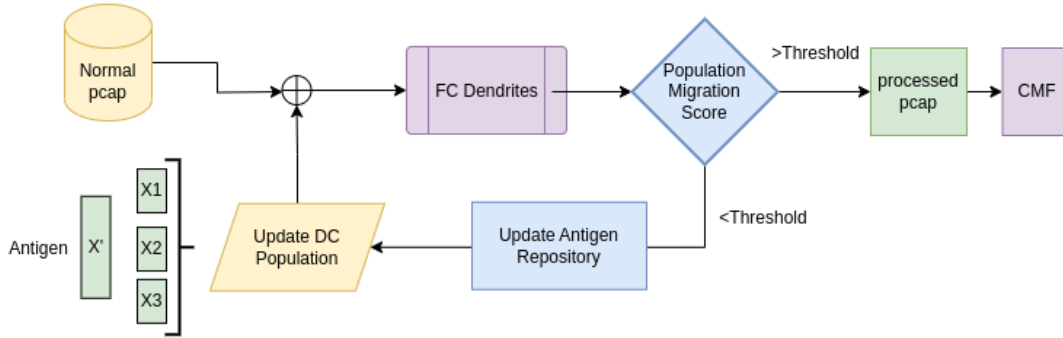 Normal
pcap
FC Dendrites
Population
Migration
Score
>Threshold
processed
pcap
CMF
<Threshold
Update Antigen
Repository
Update DC
Population
Antigen
X'
X1
X2
X3